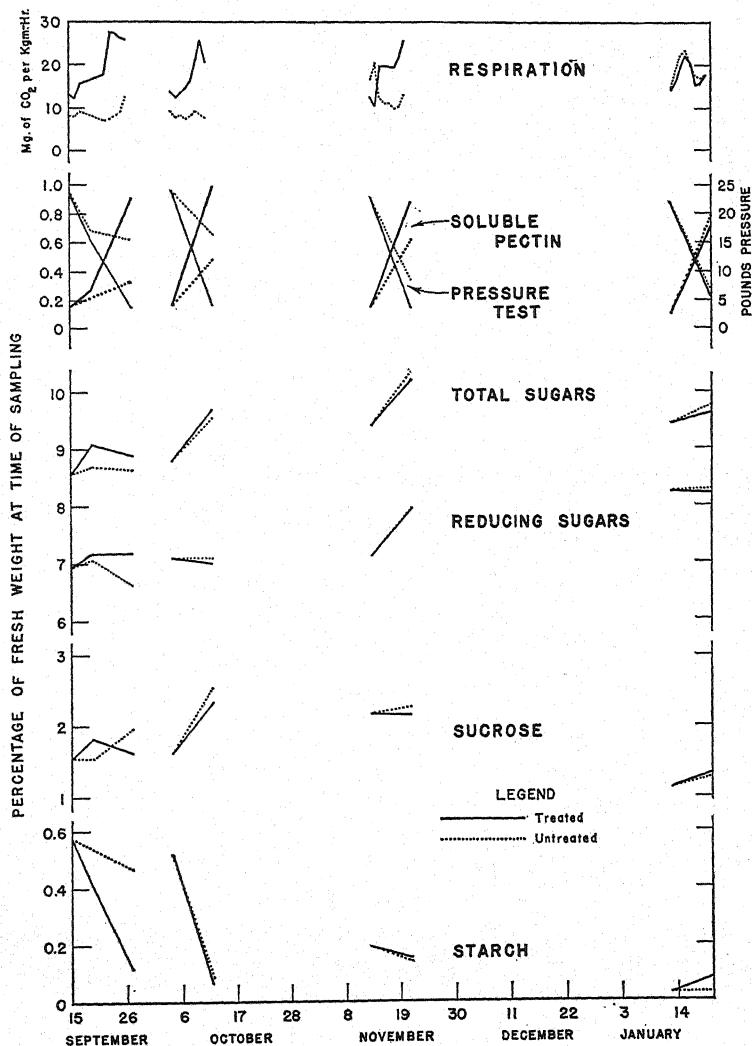 Mg. of CO2 per Kgm-Hr.
30
20
10
0
RESPIRATION
1.0
0.8
0.6
0.4
0.2
0
SOLUBLE
PECTIN
PRESSURE
TEST
25
20
15
10
5
0
POUNDS PRESSURE
PERCENTAGE OF FRESH WEIGHT AT TIME OF SAMPLING
10
9
8
7
6
TOTAL SUGARS
REDUCING SUGARS
3
2
1
SUCROSE
LEGEND
Treated
Untreated
0.6
0.4
0.2
0
STARCH
15 26 6 17 28 8 19 30 11 22 3 14
SEPTEMBER OCTOBER NOVEMBER DECEMBER JANUARY